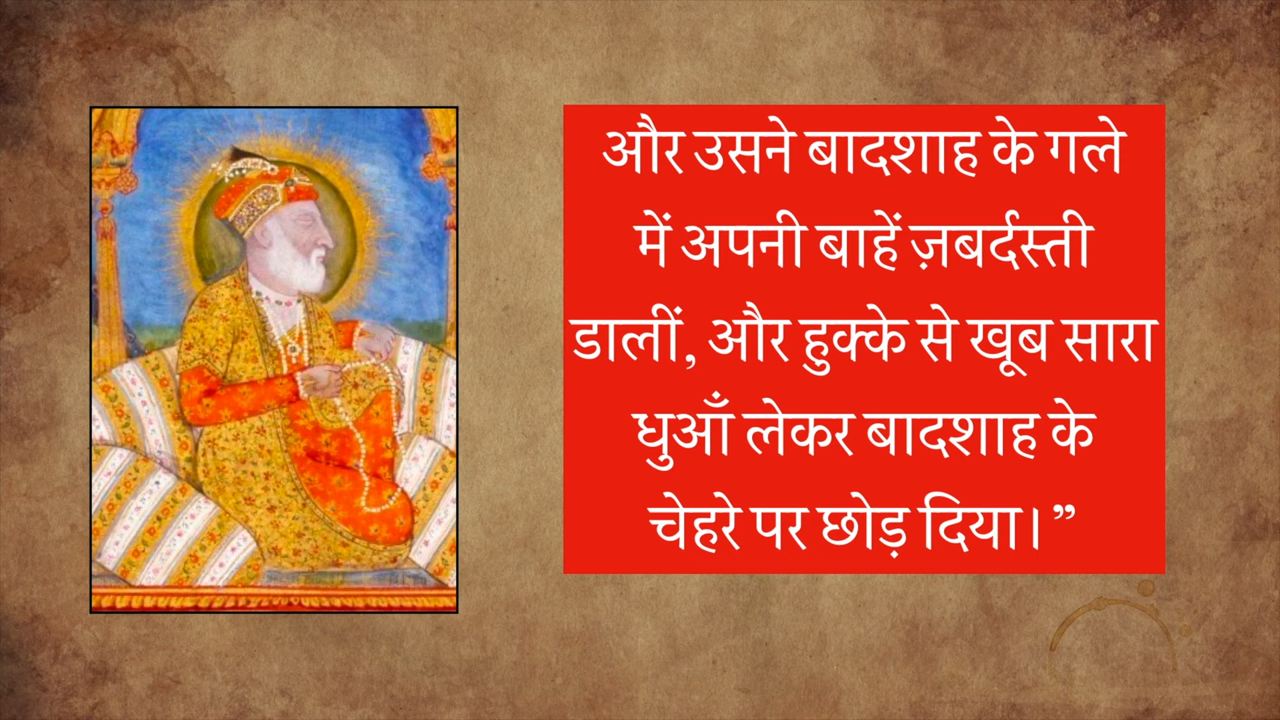 और उसने बादशाह के गले
में अपनी बाहें ज़बर्दस्ती
डालीं, और हुक्के से खूब सारा
धुआँ लेकर बादशाह के
चेहरे पर छोड़ दिया।”